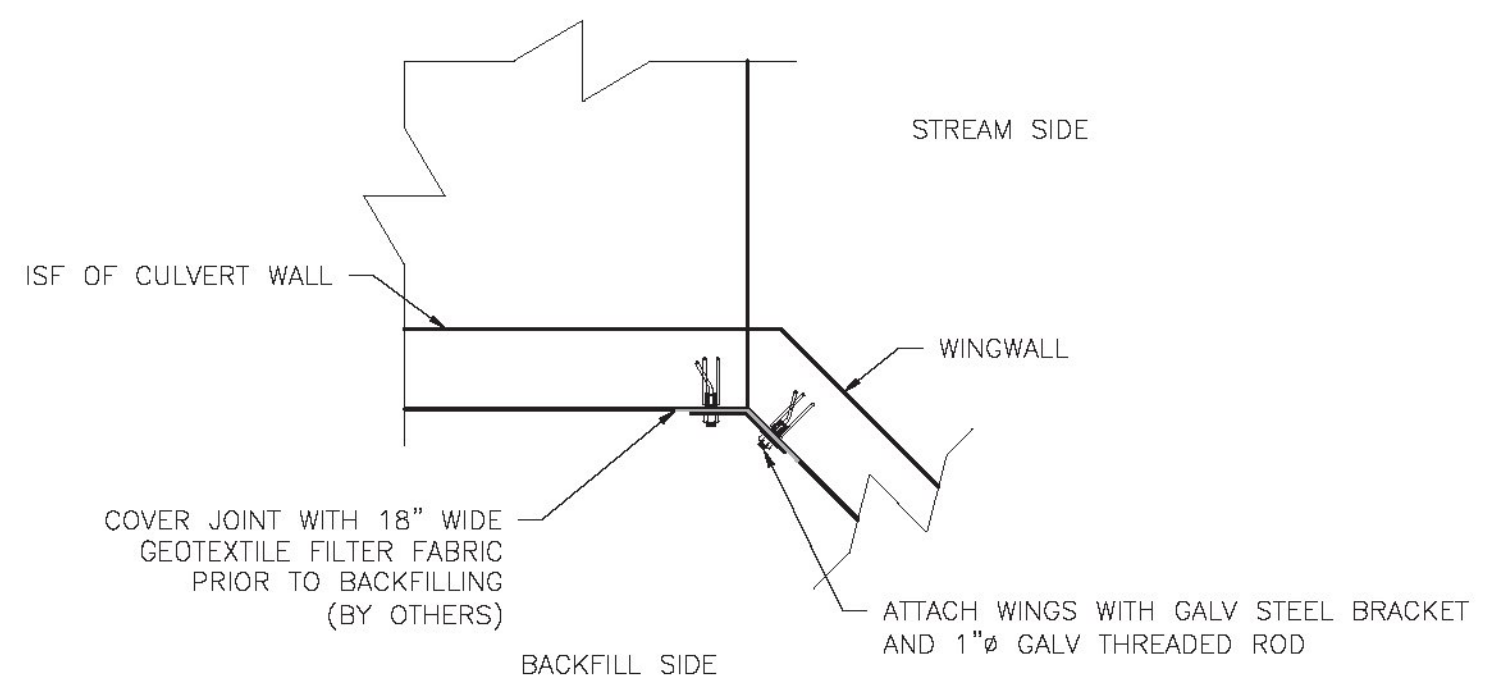 STREAM SIDE
ISF OF CULVERT WALL
WINGWALL
COVER JOINT WITH 18" WIDE
GEOTEXTILE FILTER FABRIC
PRIOR TO BACKFILLING
(BY OTHERS)
ATTACH WINGS WITH GALV STEEL BRACKET
AND 1"ø GALV THREADED ROD
BACKFILL SIDE